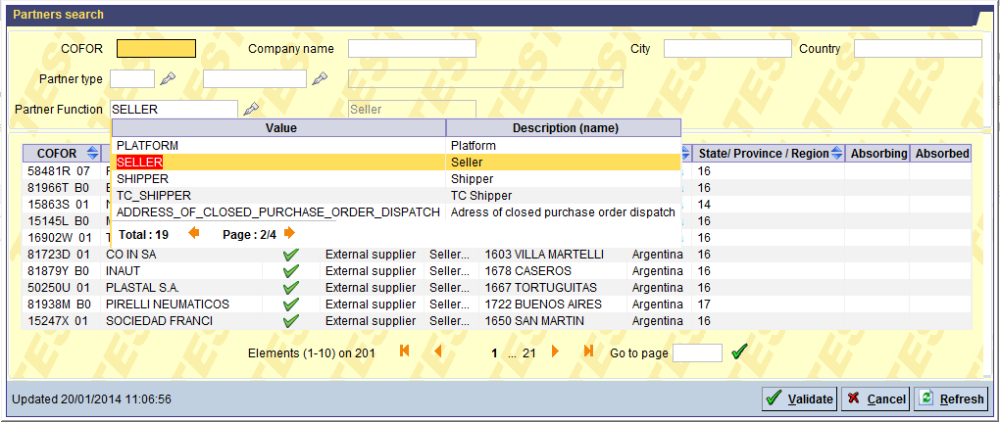 Partners search
COFOR Company name City Country
Partner type
Partner Function SELLER Seller
Value Description (name)
PLATFORM Platform
SELLER Seller
SHIPPER Shipper
TC_SHIPPER TC Shipper
ADDRESS_OF_CLOSED_PURCHASE_ORDER_DISPATCH Adress of closed purchase order dispatch
Total : 19 Page : 2/4
COFOR State/ Province / Region Absorbing Absorbed
58481R 07 16
81966T B0 16
15863S 01 14
15145L B0 16
16902W 01 16
81723D 01 CO IN SA External supplier Seller... 1603 VILLA MARTELLI Argentina 16
81879Y B0 INAUT External supplier Seller... 1678 CASEROS Argentina 16
50250U 01 PLASTAL S.A. External supplier Seller... 1667 TORTUGUITAS Argentina 16
81938M B0 PIRELLI NEUMATICOS External supplier Seller... 1722 BUENOS AIRES Argentina 17
15247X 01 SOCIEDAD FRANCI External supplier Seller... 1650 SAN MARTIN Argentina 16
Elements (1-10) on 201 1 ... 21 Go to page
Updated 20/01/2014 11:06:56 Validate Cancel Refresh
TEST